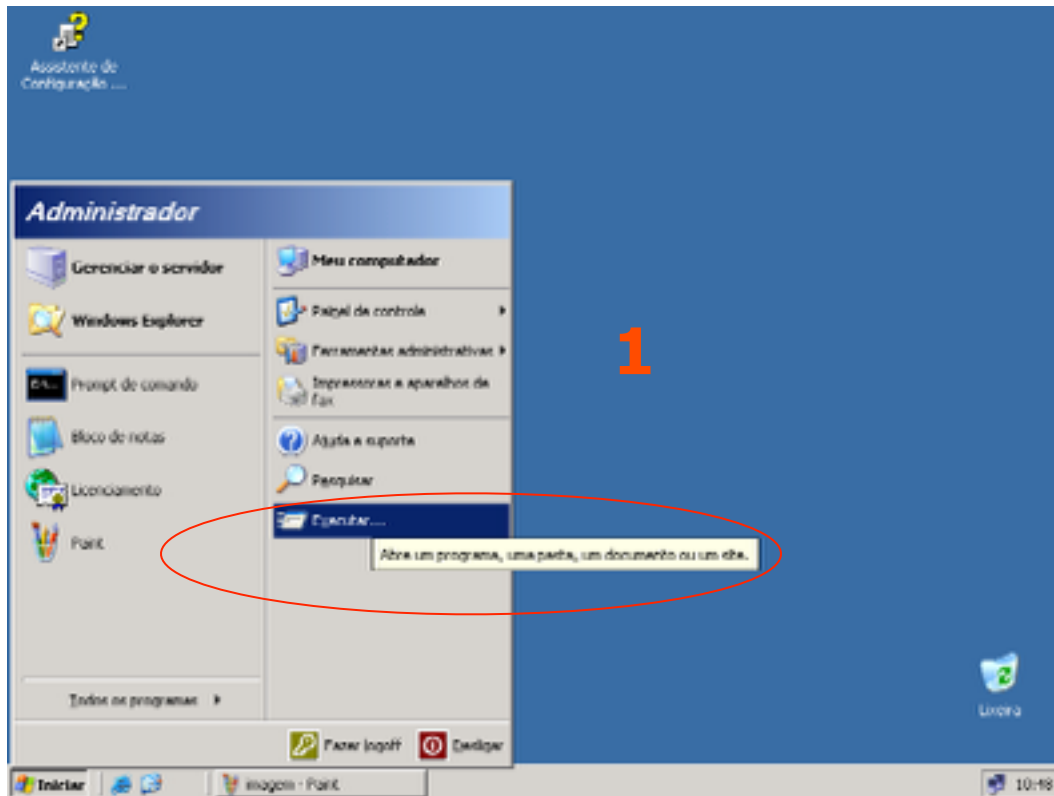 Assistente de
Configuração ....
Administrador
Gerenciar o servidor
Windows Explorer
Prompt de comando
Bloco de notas
Licenciamento
Paint
Todos os programas
Meu computador
Painel de controle
Ferramentas administrativas
Impressoras e aparelhos de
fax
Ajuda e suporte
Pesquisar
Executar...
Abre um programa, uma pasta, um documento ou um site.
Fazer logoff
Desligar
1
Lixeira
Iniciar
imagem - Paint
10:48